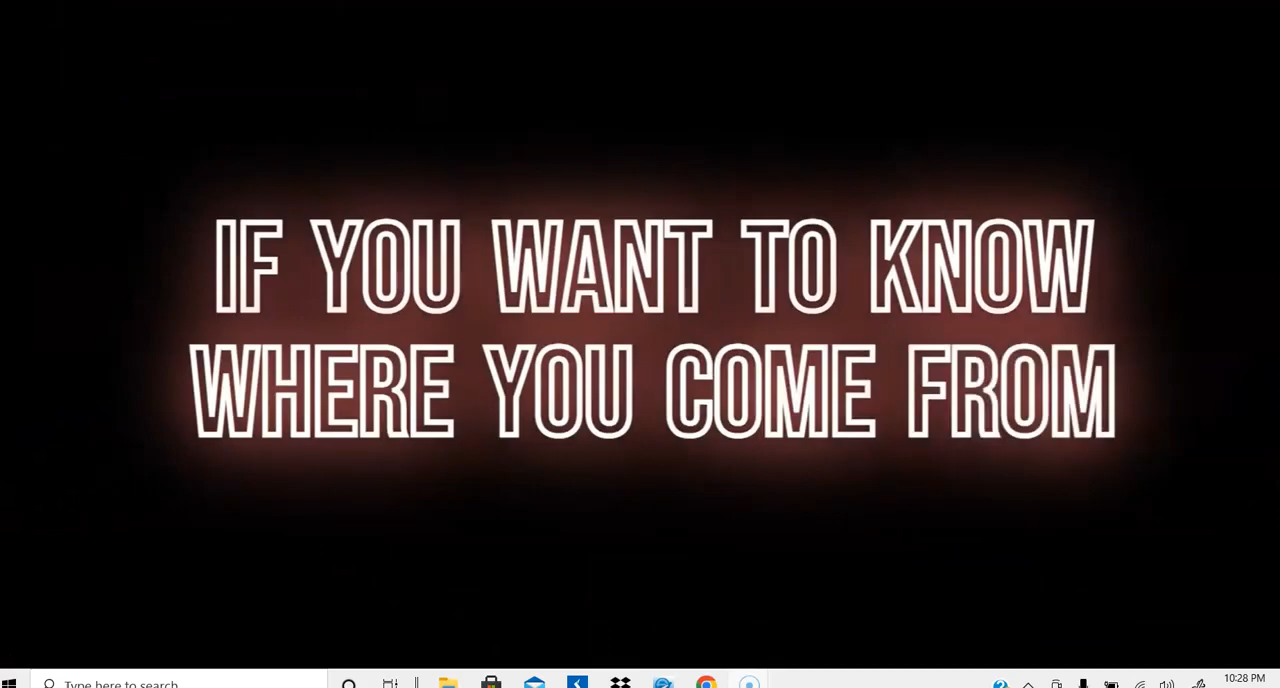 IF YOU WANT TO KNOW
WHERE YOU COME FROM
Type here to search
10:28 PM